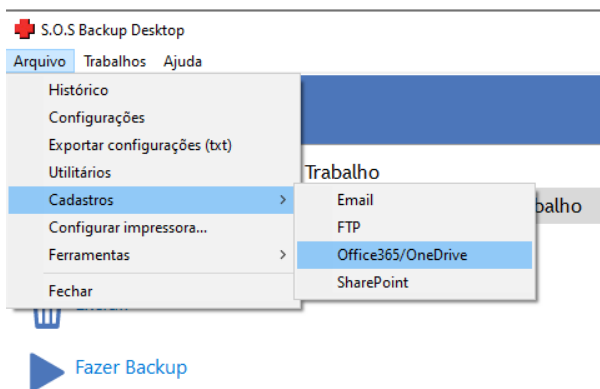 S.O.S Backup Desktop
Arquivo Trabalhos Ajuda
Histórico
Configurações
Exportar configurações (txt)
Utilitários
Trabalho
Cadastros >
Email
balho
Configurar impressora...
FTP
Ferramentas >
Office365/OneDrive
SharePoint
Fechar
Fazer Backup